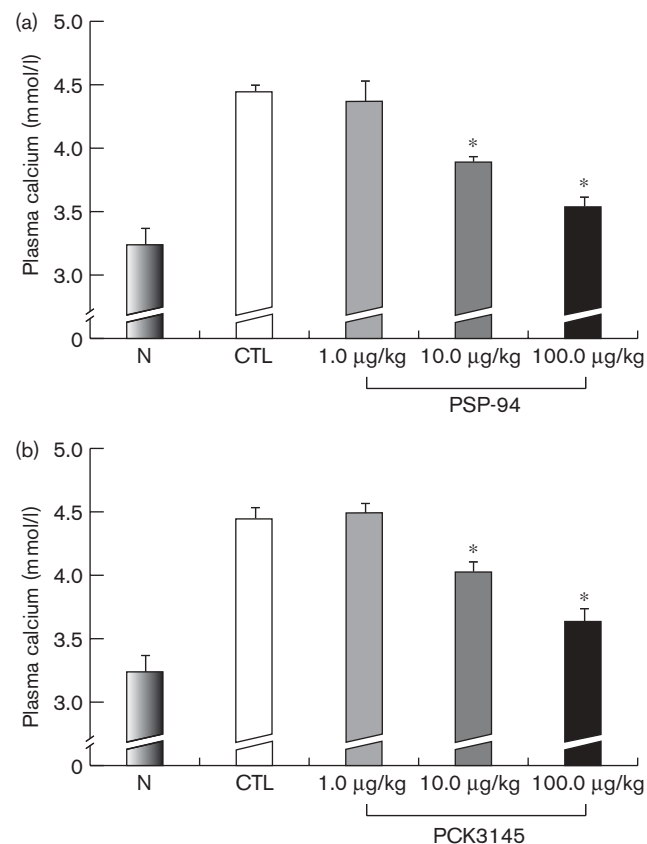 (a)
Plasma calcium (mmol/l)
5.0
4.5
4.0
3.5
3.0
0
*
*
N CTL 1.0 µg/kg 10.0 µg/kg 100.0 µg/kg
PSP-94
(b)
Plasma calcium (mmol/l)
5.0
4.5
4.0
3.5
3.0
0
*
*
N CTL 1.0 µg/kg 10.0 µg/kg 100.0 µg/kg
PCK3145